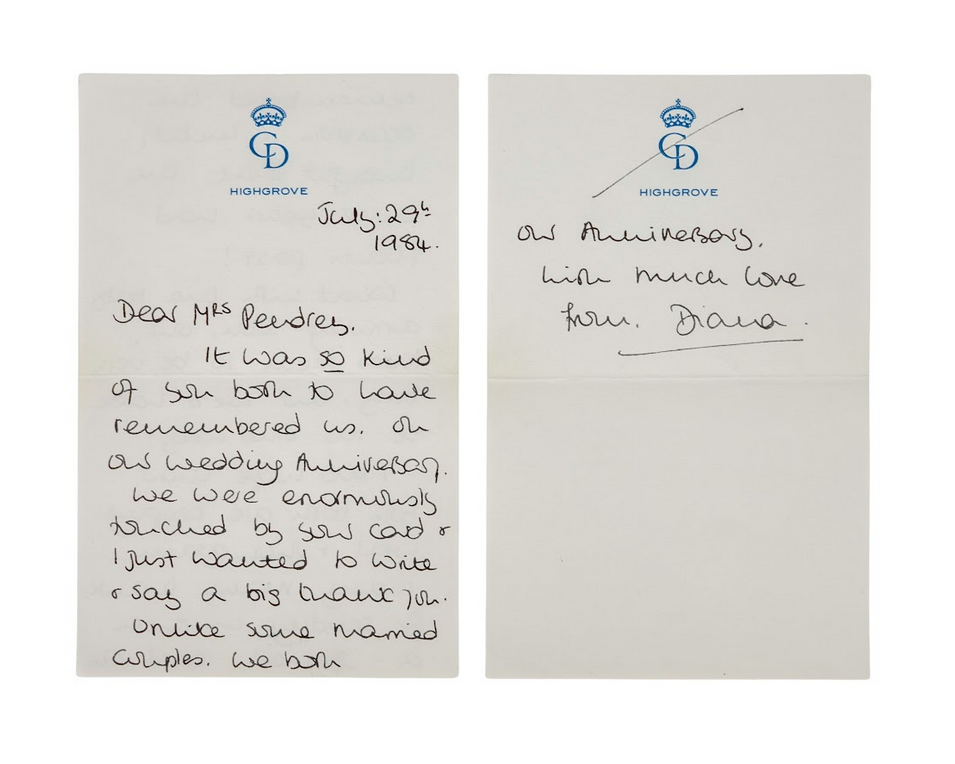 CD
HIGHGROVE
July: 29th
1984.
Dear Mrs Pendrey.
It was so kind
of you both to have
remembered us. on
our wedding Anniversary.
We were enormously
touched by your card &
I just wanted to write
& say a big thank you.
Unlike some married
couples. we both
CD
HIGHGROVE
our Anniversary.
With much love
from. Diana.